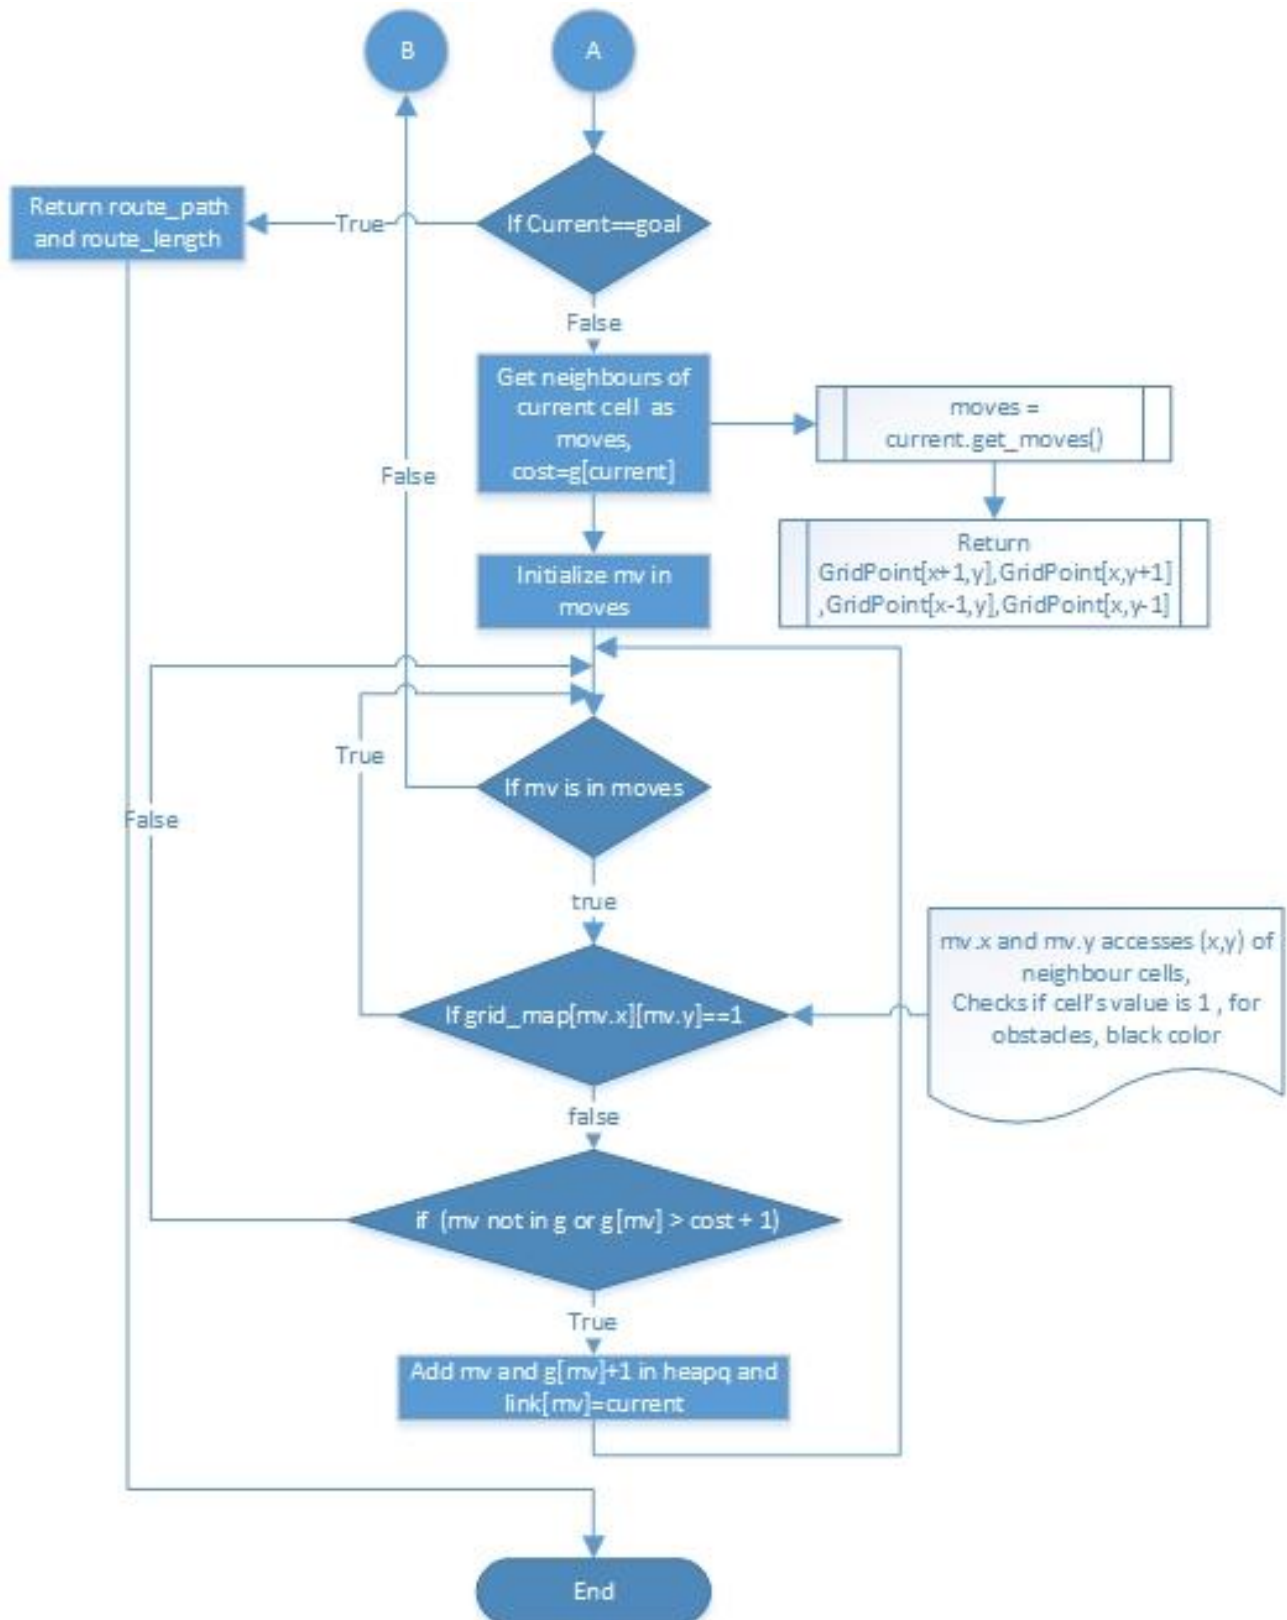 B
A
If Current==goal
True
Return route_path
and route_length
False
Get neighbours of
current cell as
moves,
cost=g[current]
moves =
current.get_moves()
Return
GridPoint[x+1,y],GridPoint[x,y+1]
,GridPoint[x-1,y],GridPoint[x,y-1]
False
Initialize mv in
moves
True
If mv is in moves
False
true
mv.x and mv.y accesses (x,y) of
neighbour cells,
Checks if cell's value is 1 , for
obstacles, black color
If grid_map[mv.x][mv.y]==1
false
if (mv not in g or g[mv] > cost + 1)
True
Add mv and g[mv]+1 in heapq and
link[mv]=current
End